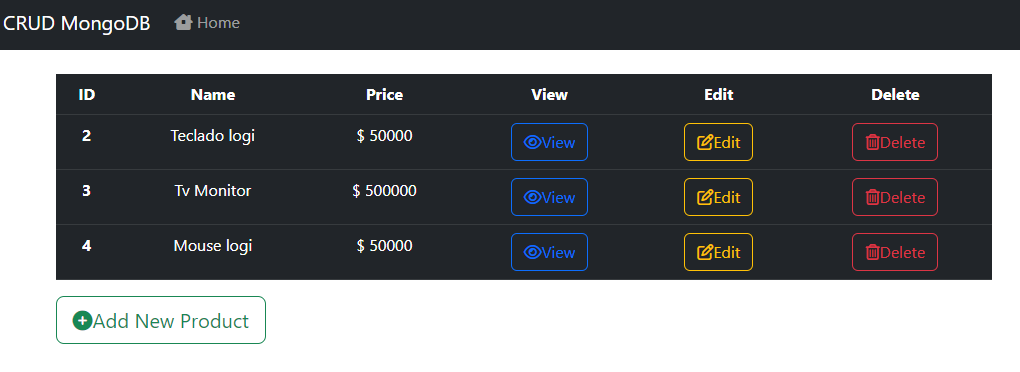 CRUD MongoDB Home
ID Name Price View Edit Delete
2 Teclado logi $ 50000 View Edit Delete
3 Tv Monitor $ 500000 View Edit Delete
4 Mouse logi $ 50000 View Edit Delete
Add New Product